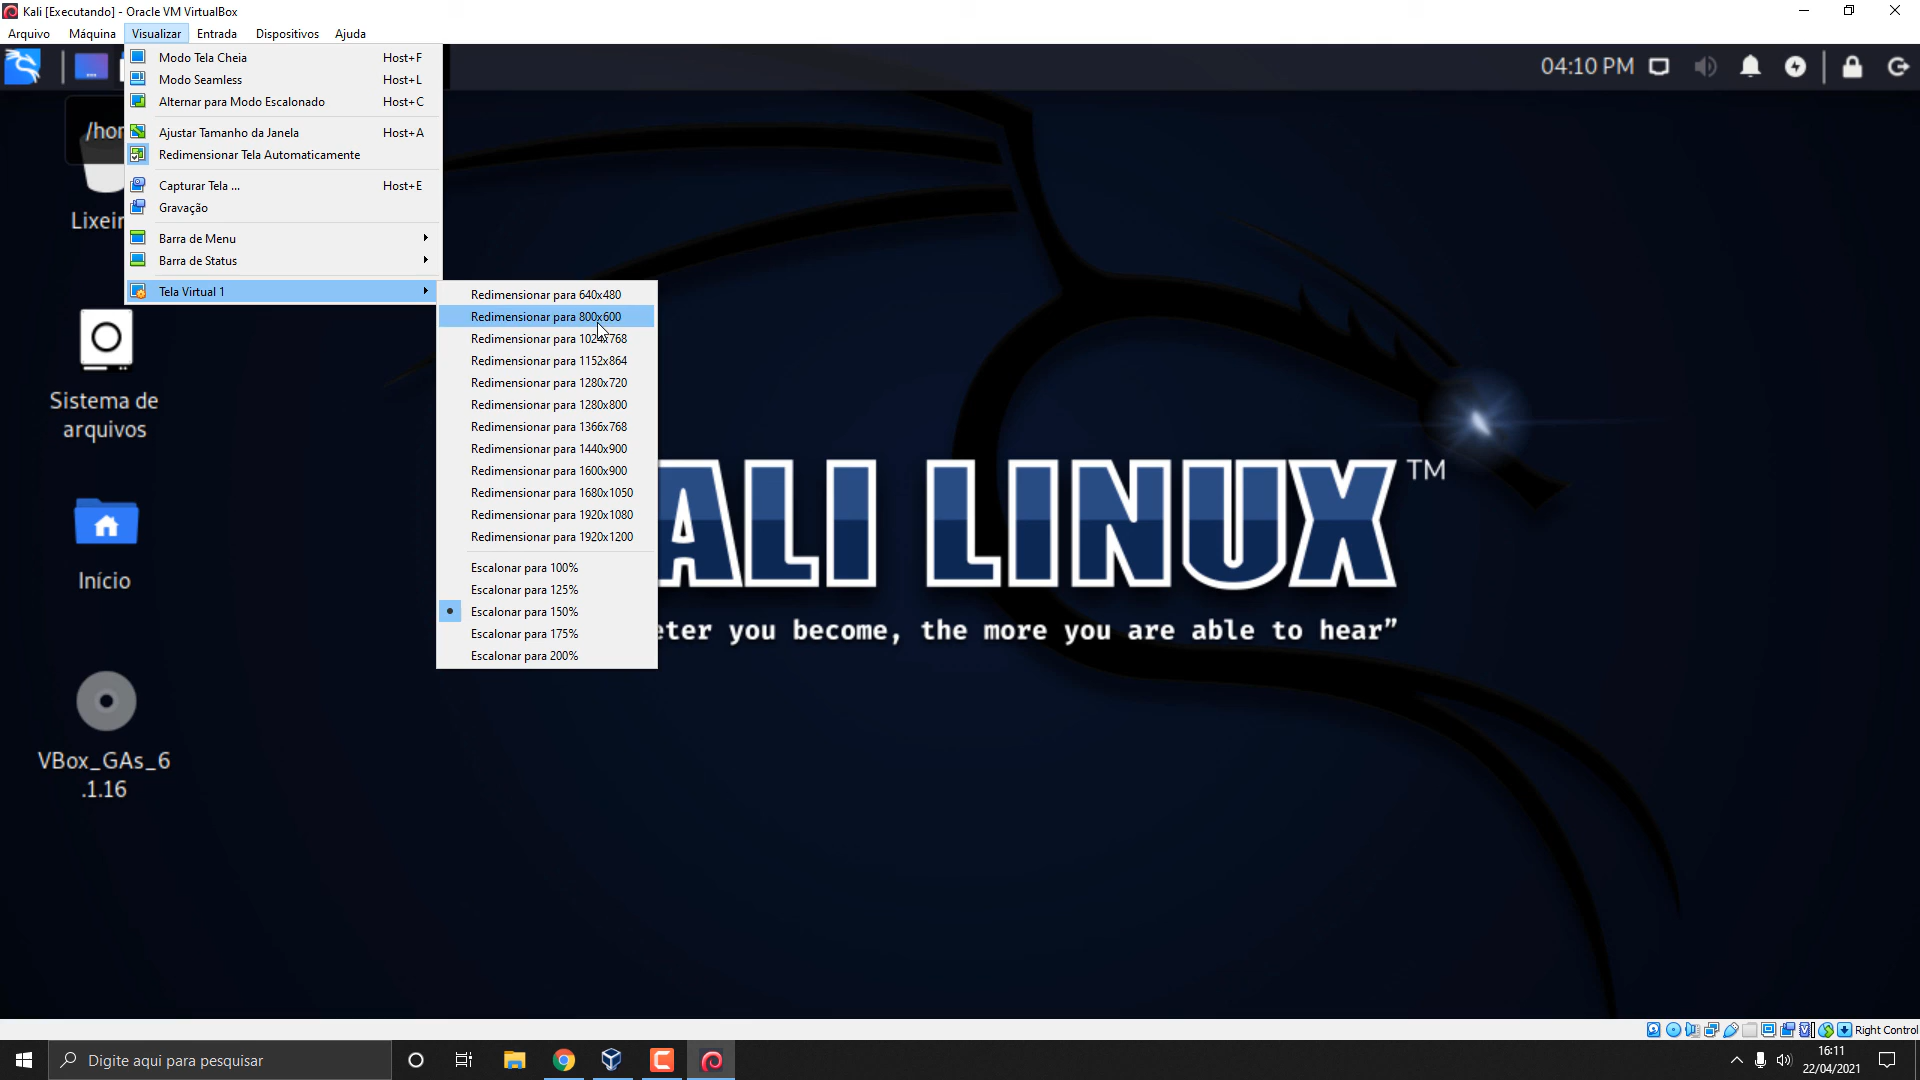 Kali [Executando] - Oracle VM VirtualBox
Arquivo Máquina Visualizar Entrada Dispositivos Ajuda
04:10 PM
Modo Tela Cheia Host+F
Modo Seamless Host+L
Alternar para Modo Escalonado Host+C
Ajustar Tamanho da Janela Host+A
Redimensionar Tela Automaticamente
Capturar Tela ... Host+E
Gravação
Barra de Menu
Barra de Status
Tela Virtual 1
Redimensionar para 640x480
Redimensionar para 800x600
Redimensionar para 1024x768
Redimensionar para 1152x864
Redimensionar para 1280x720
Redimensionar para 1280x800
Redimensionar para 1366x768
Redimensionar para 1440x900
Redimensionar para 1600x900
Redimensionar para 1680x1050
Redimensionar para 1920x1080
Redimensionar para 1920x1200
Escalonar para 100%
Escalonar para 125%
Escalonar para 150%
Escalonar para 175%
Escalonar para 200%
/hor
Lixeir
Sistema de
arquivos
Início
VBox_GAs_6
.1.16
ALI LINUX TM
eter you become, the more you are able to hear”
Right Control
Digite aqui para pesquisar
16:11
22/04/2021